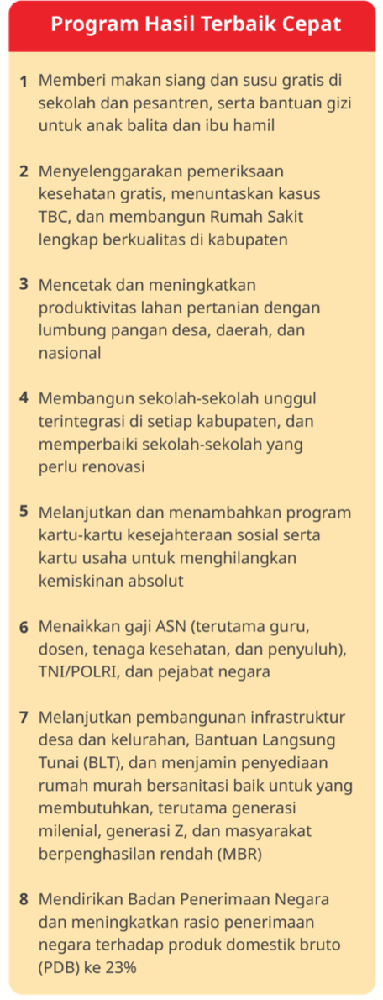 Program Hasil Terbaik Cepat
1 Memberi makan siang dan susu gratis di
sekolah dan pesantren, serta bantuan gizi
untuk anak balita dan ibu hamil
2 Menyelenggarakan pemeriksaan
kesehatan gratis, menuntaskan kasus
TBC, dan membangun Rumah Sakit
lengkap berkualitas di kabupaten
3 Mencetak dan meningkatkan
produktivitas lahan pertanian dengan
lumbung pangan desa, daerah, dan
nasional
4 Membangun sekolah-sekolah unggul
terintegrasi di setiap kabupaten, dan
memperbaiki sekolah-sekolah yang
perlu renovasi
5 Melanjutkan dan menambahkan program
kartu-kartu kesejahteraan sosial serta
kartu usaha untuk menghilangkan
kemiskinan absolut
6 Menaikkan gaji ASN (terutama guru,
dosen, tenaga kesehatan, dan penyuluh),
TNI/POLRI, dan pejabat negara
7 Melanjutkan pembangunan infrastruktur
desa dan kelurahan, Bantuan Langsung
Tunai (BLT), dan menjamin penyediaan
rumah murah bersanitasi baik untuk yang
membutuhkan, terutama generasi
milenial, generasi Z, dan masyarakat
berpenghasilan rendah (MBR)
8 Mendirikan Badan Penerimaan Negara
dan meningkatkan rasio penerimaan
negara terhadap produk domestik bruto
(PDB) ke 23%